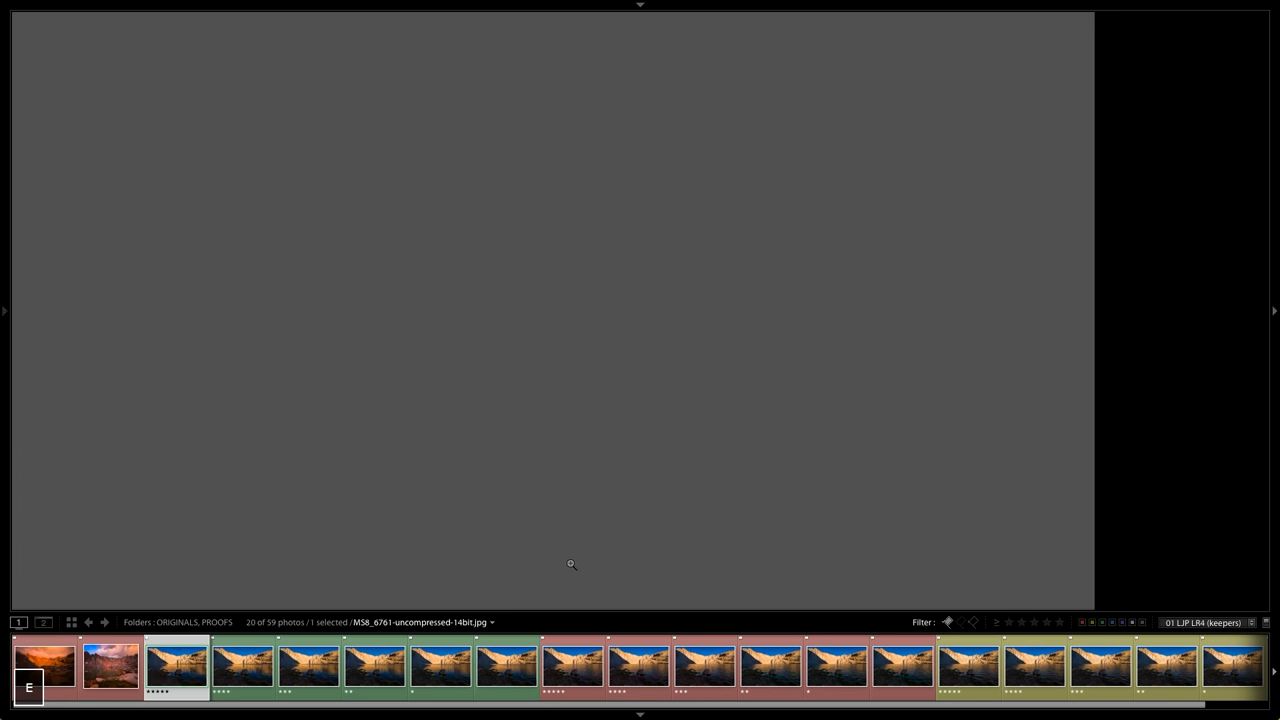 1 2 Folders : ORIGINALS, PROOFS 20 of 59 photos / 1 selected / MS8_6761-uncompressed-14bit.jpg Filter : ≥ ★★★★★ 01 LJP LR4 (keepers)
★★★★★ ★★★★ ★★★ ★★ ★ ★★★★★ ★★★★ ★★★ ★★ ★ ★★★★★ ★★★★ ★★★ ★★ ★
E